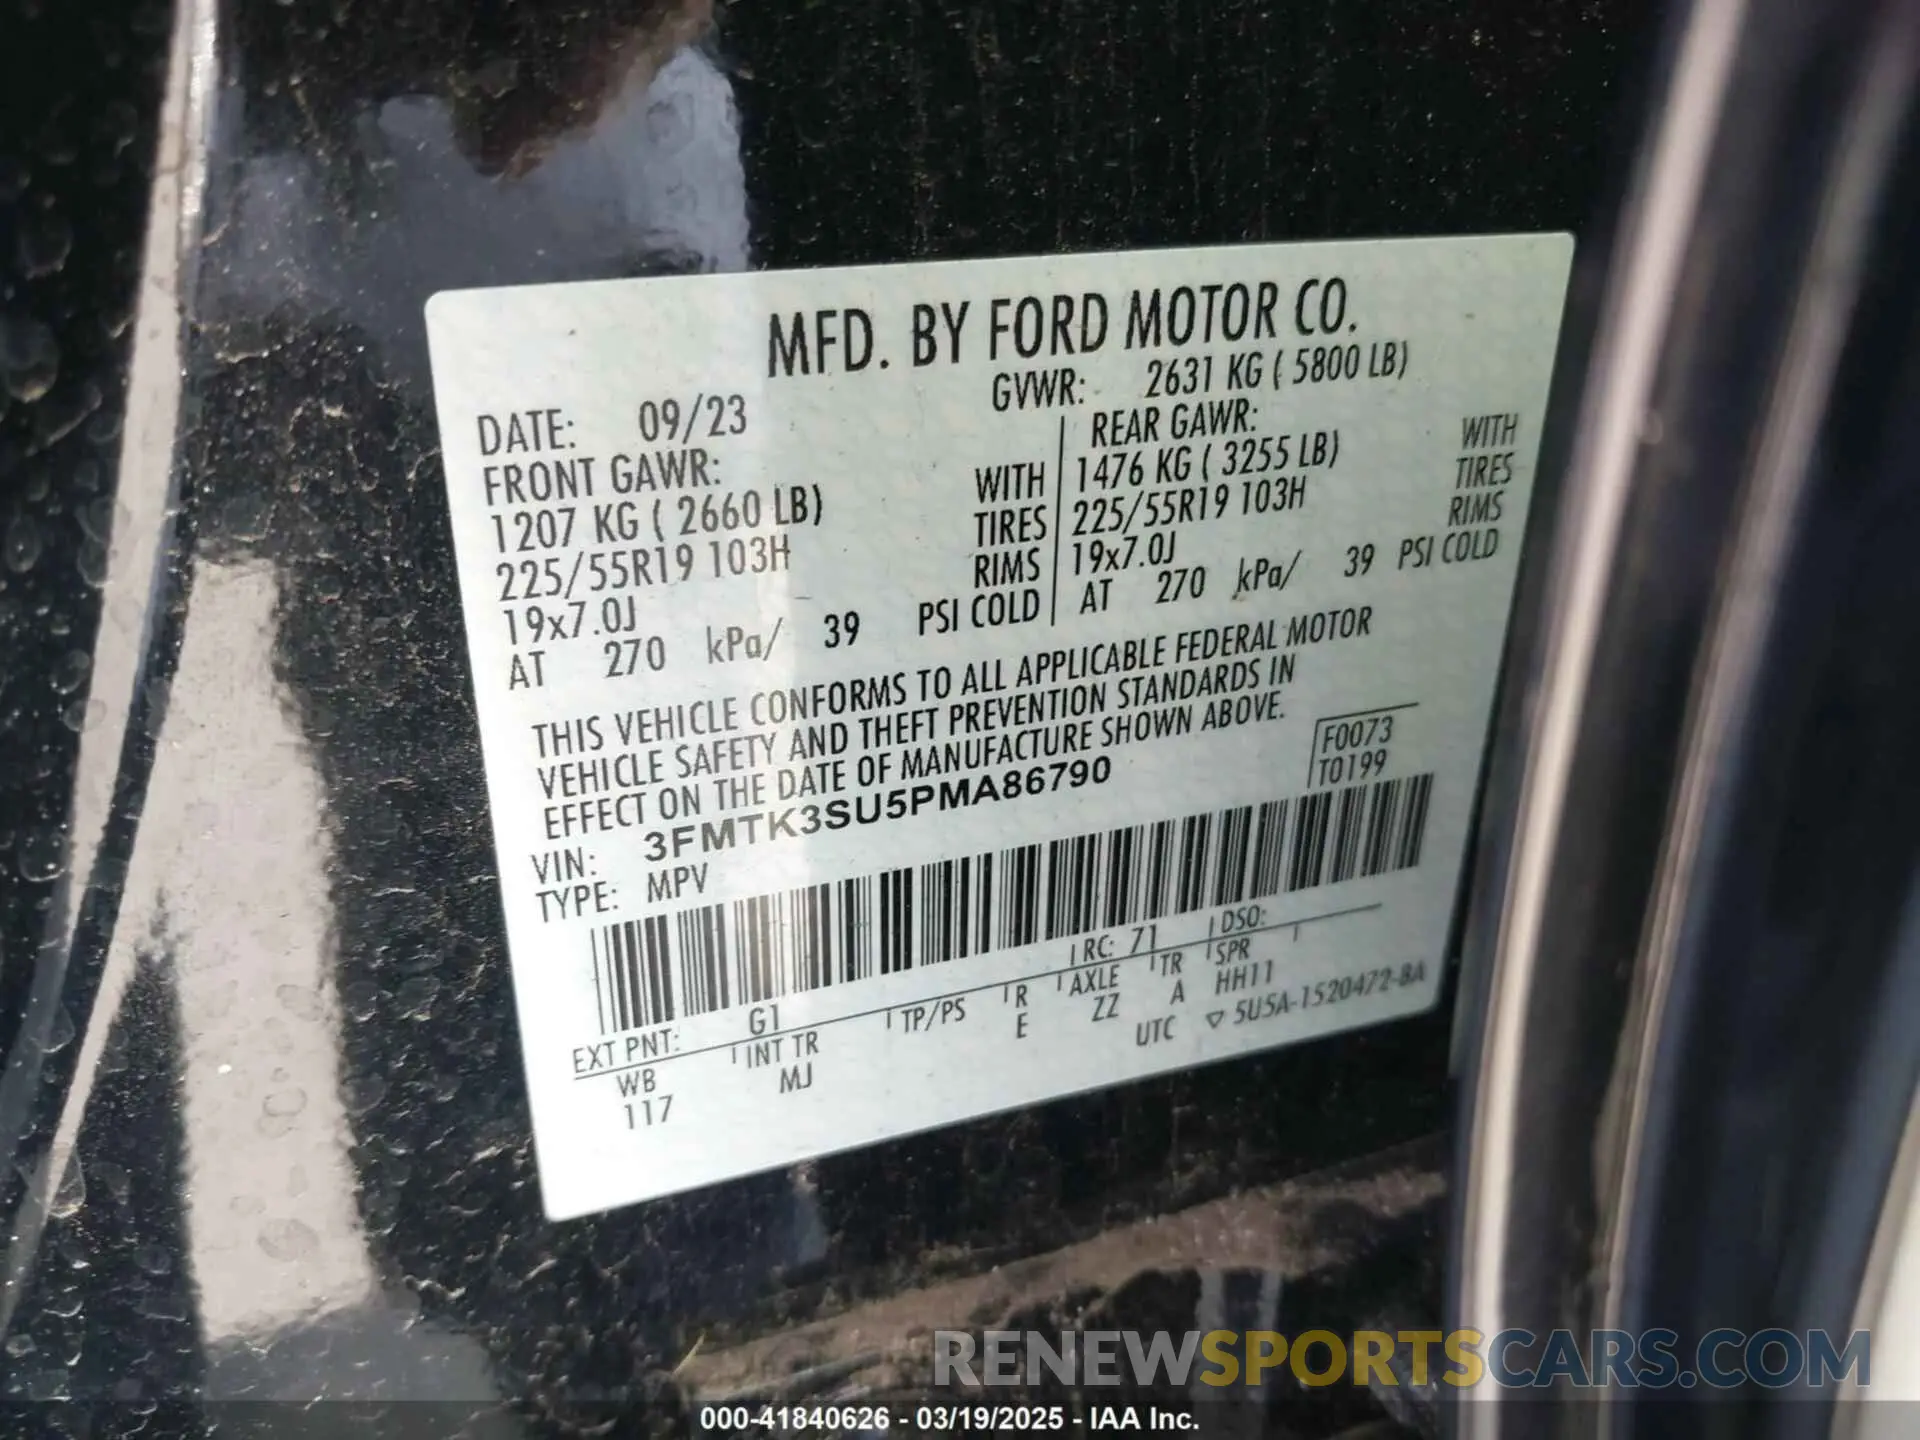 MFD. BY FORD MOTOR CO.
DATE: 09/23 GVWR: 2631 KG ( 5800 LB)
FRONT GAWR: REAR GAWR:
1207 KG ( 2660 LB) WITH 1476 KG ( 3255 LB) WITH
225/55R19 103H TIRES 225/55R19 103H TIRES
19x7.0J RIMS 19x7.0J RIMS
AT 270 kPa/ 39 PSI COLD AT 270 kPa/ 39 PSI COLD
THIS VEHICLE CONFORMS TO ALL APPLICABLE FEDERAL MOTOR
VEHICLE SAFETY AND THEFT PREVENTION STANDARDS IN
EFFECT ON THE DATE OF MANUFACTURE SHOWN ABOVE.
F0073
T0199
VIN: 3FMTK3SU5PMA86790
TYPE: MPV
EXT PNT: G1 RC: 71 DSO:
WB INT TR TP/PS R AXLE TR SPR
117 MJ E ZZ A HH11
UTC ▽ 5U5A-1520472-BA
RENEWSPORTSCARS.COM
000-41840626 - 03/19/2025 - IAA Inc.